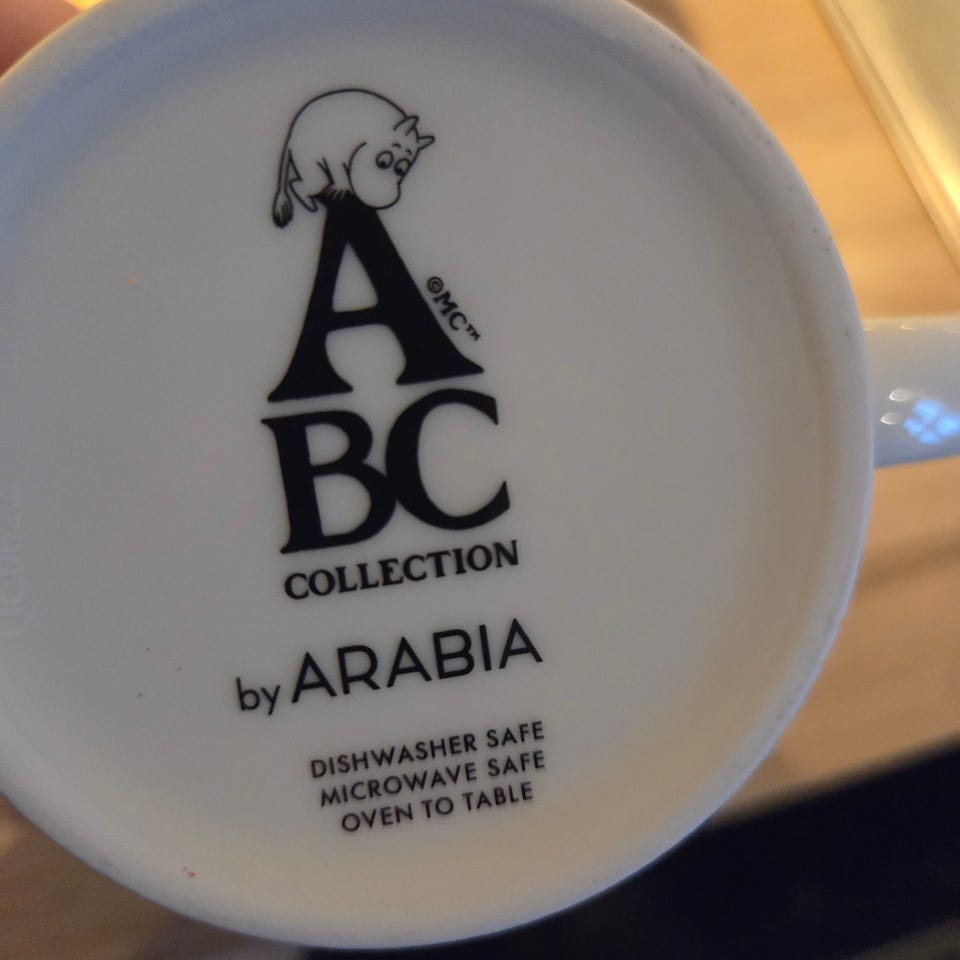 A
©MC™
BC
COLLECTION
by ARABIA
DISHWASHER SAFE
MICROWAVE SAFE
OVEN TO TABLE